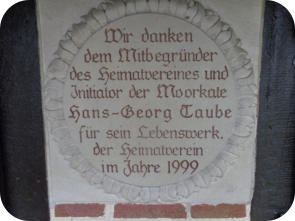 Wir danken
dem Mitbegründer
des Heimatvereines und
Initiator der Moorkate
Hans-Georg Taube
für sein Lebenswerk.
der Heimatverein
im Jahre 1999